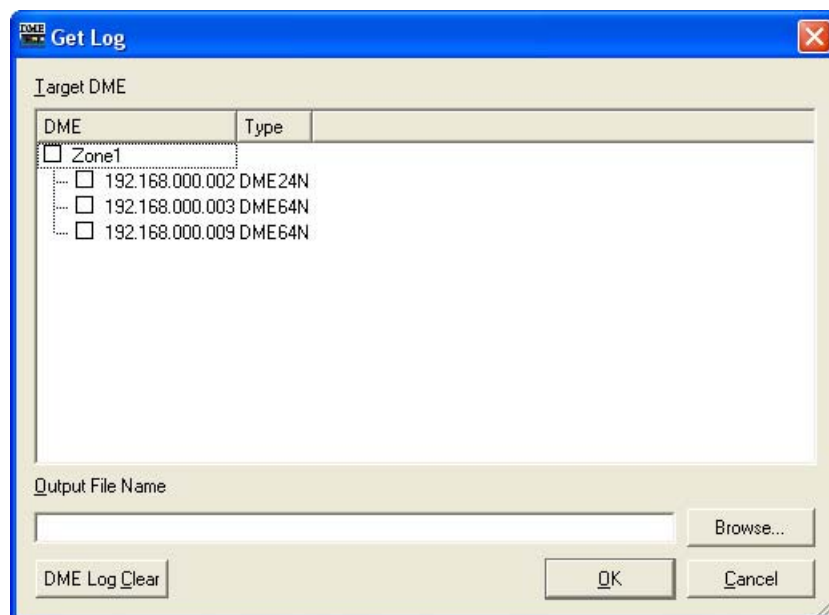 DME Get Log
Target DME
DME Type
Zone1
192.168.000.002 DME24N
192.168.000.003 DME64N
192.168.000.009 DME64N
Output File Name
Browse...
DME Log Clear OK Cancel